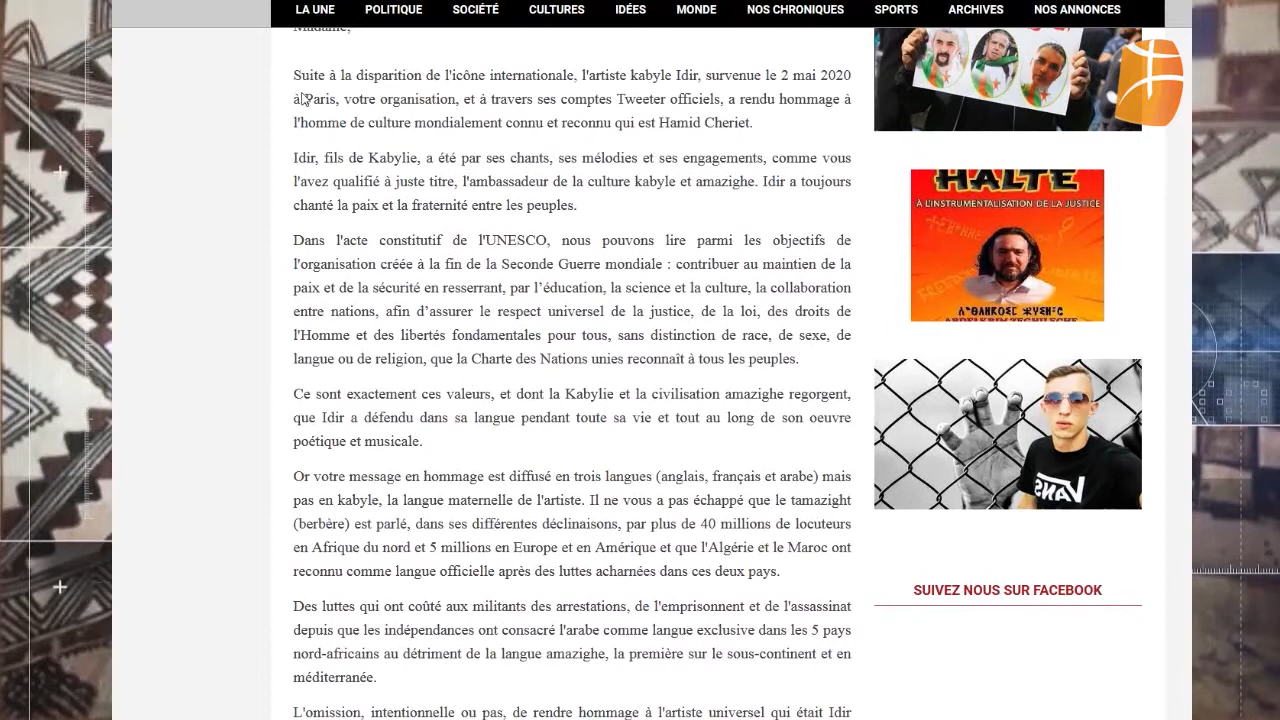 LA UNE POLITIQUE SOCIÉTÉ CULTURES IDÉES MONDE NOS CHRONIQUES SPORTS ARCHIVES NOS ANNONCES
Madame,
Suite à la disparition de l'icône internationale, l'artiste kabyle Idir, survenue le 2 mai 2020
à Paris, votre organisation, et à travers ses comptes Tweeter officiels, a rendu hommage à
l'homme de culture mondialement connu et reconnu qui est Hamid Cheriet.
Idir, fils de Kabylie, a été par ses chants, ses mélodies et ses engagements, comme vous
l'avez qualifié à juste titre, l'ambassadeur de la culture kabyle et amazighe. Idir a toujours
chanté la paix et la fraternité entre les peuples.
Dans l'acte constitutif de l'UNESCO, nous pouvons lire parmi les objectifs de
l'organisation créée à la fin de la Seconde Guerre mondiale : contribuer au maintien de la
paix et de la sécurité en resserrant, par l’éducation, la science et la culture, la collaboration
entre nations, afin d’assurer le respect universel de la justice, de la loi, des droits de
l'Homme et des libertés fondamentales pour tous, sans distinction de race, de sexe, de
langue ou de religion, que la Charte des Nations unies reconnaît à tous les peuples.
Ce sont exactement ces valeurs, et dont la Kabylie et la civilisation amazighe regorgent,
que Idir a défendu dans sa langue pendant toute sa vie et tout au long de son oeuvre
poétique et musicale.
Or votre message en hommage est diffusé en trois langues (anglais, français et arabe) mais
pas en kabyle, la langue maternelle de l'artiste. Il ne vous a pas échappé que le tamazight
(berbère) est parlé, dans ses différentes déclinaisons, par plus de 40 millions de locuteurs
en Afrique du nord et 5 millions en Europe et en Amérique et que l'Algérie et le Maroc ont
reconnu comme langue officielle après des luttes acharnées dans ces deux pays.
Des luttes qui ont coûté aux militants des arrestations, de l'emprisonnent et de l'assassinat
depuis que les indépendances ont consacré l'arabe comme langue exclusive dans les 5 pays
nord-africains au détriment de la langue amazighe, la première sur le sous-continent et en
méditerranée.
L'omission, intentionnelle ou pas, de rendre hommage à l'artiste universel qui était Idir
HALTE
À L'INSTRUMENTALISATION DE LA JUSTICE
VANS
SUIVEZ NOUS SUR FACEBOOK